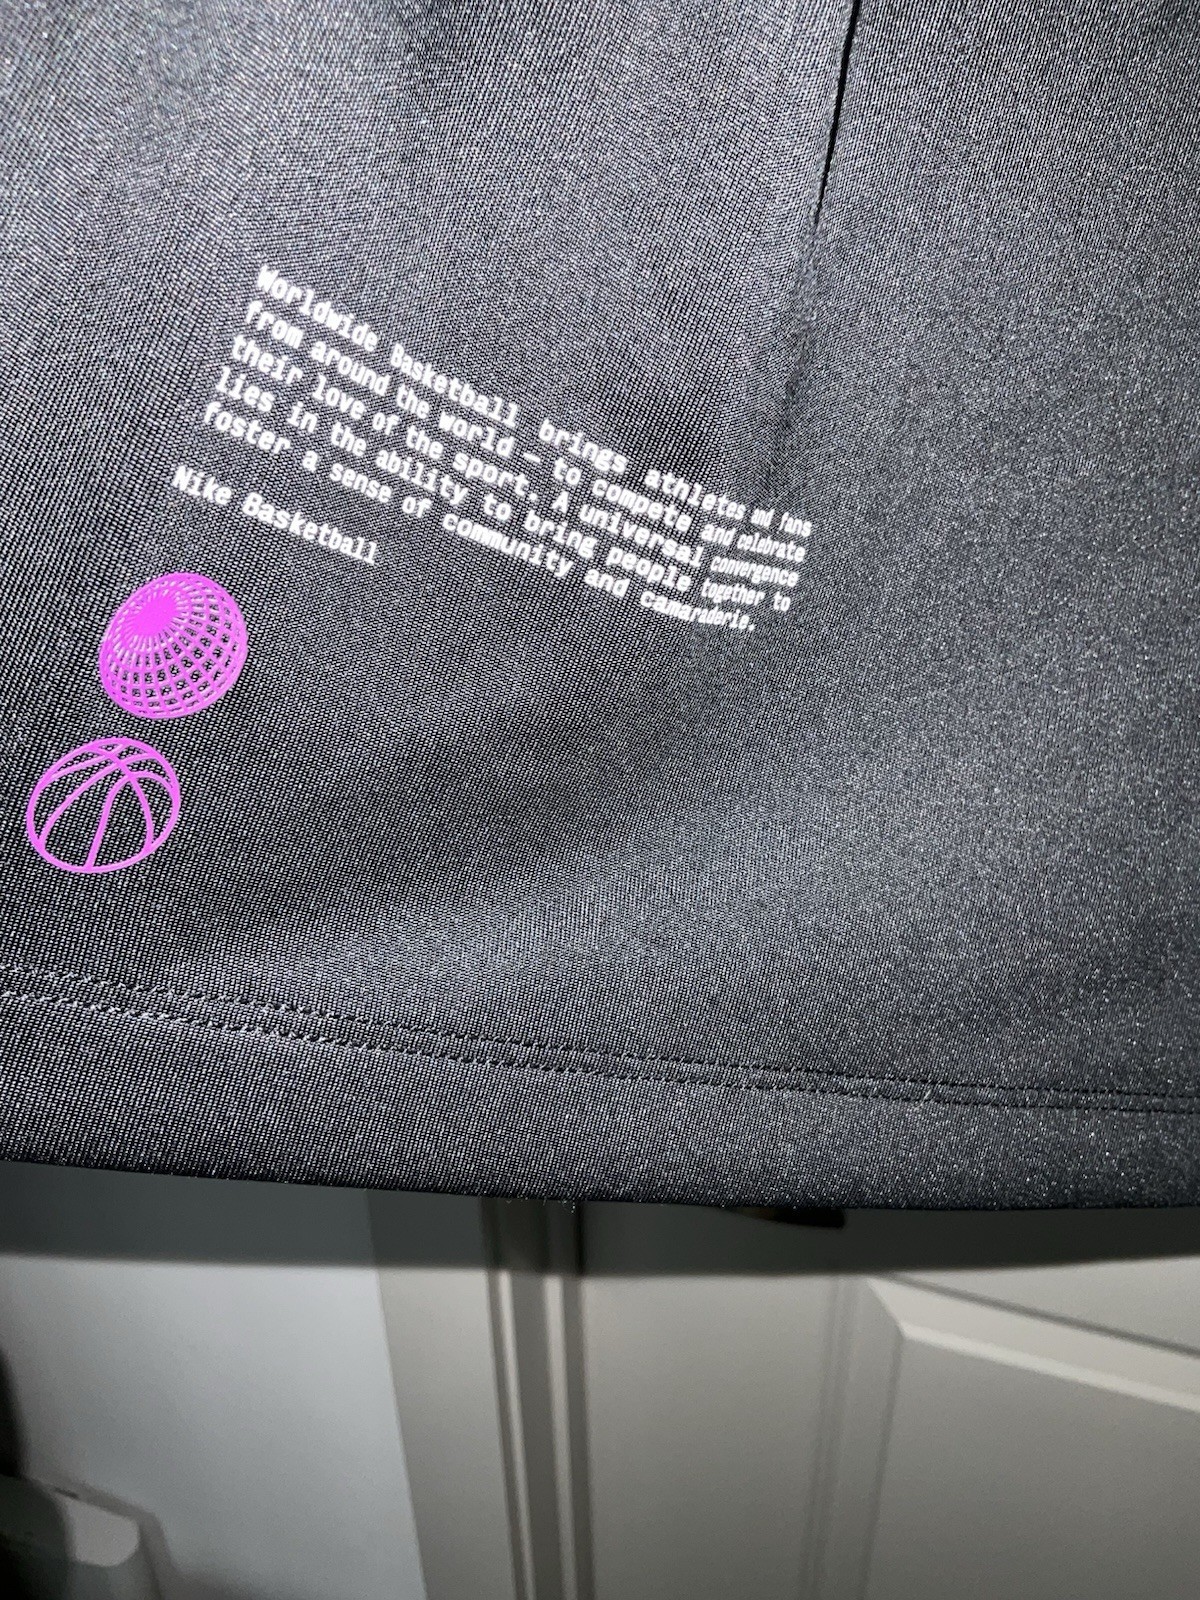 Worldwide Basketball brings athletes and fans
from around the world – to compete and celebrate
their love of the sport. A universal convergence
lies in the ability to bring people together to
foster a sense of community and camaraderie.
Nike Basketball